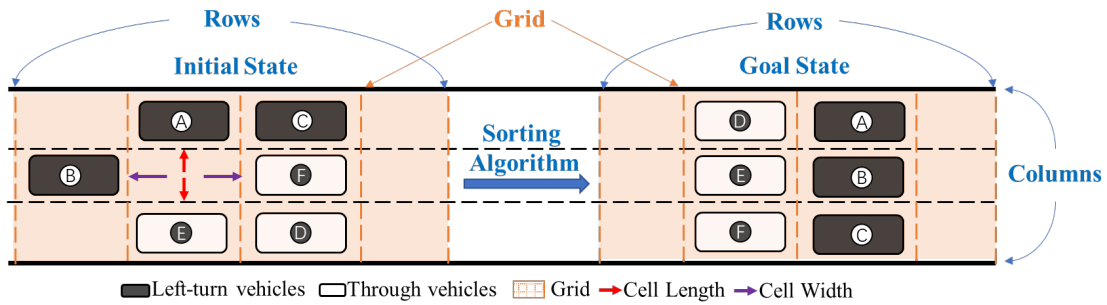 Rows
Grid
Rows
Initial State
Goal State
A
C
D
A
Sorting
Algorithm
B
F
E
B
Columns
E
D
F
C
Left-turn vehicles
Through vehicles
Grid
Cell Length
Cell Width